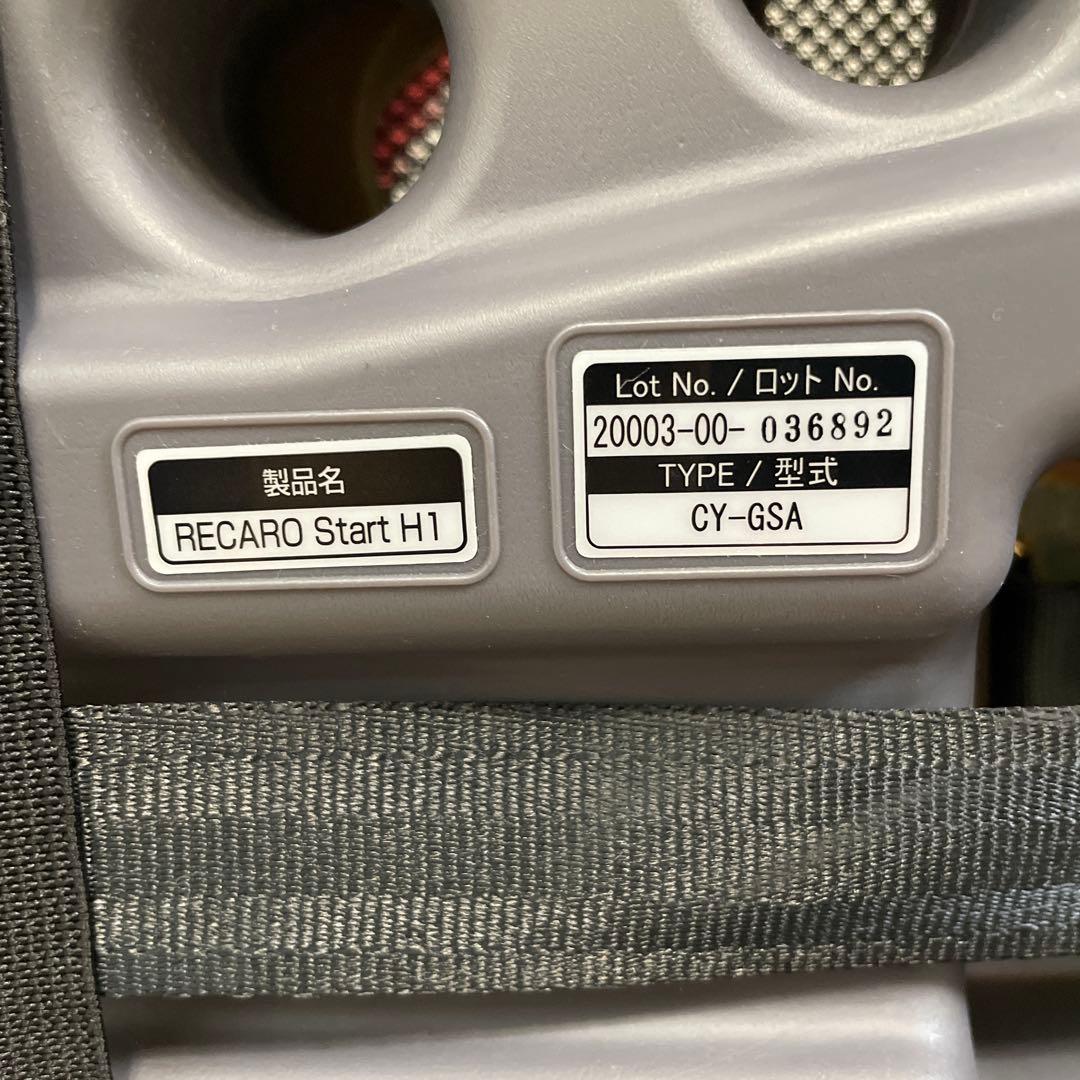 製品名
RECARO Start H1
Lot No. / ロット No.
20003-00-036892
TYPE / 型式
CY-GSA